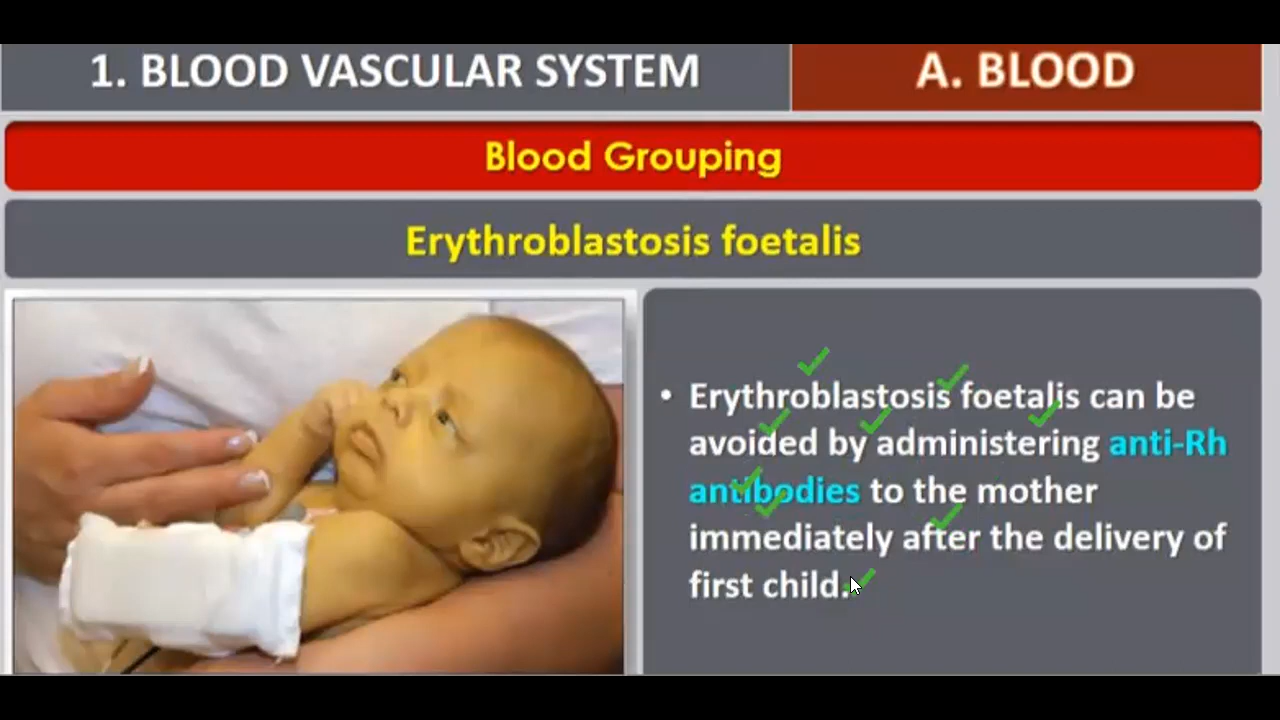 1. BLOOD VASCULAR SYSTEM
A. BLOOD
Blood Grouping
Erythroblastosis foetalis
• Erythroblastosis foetalis can be
avoided by administering anti-Rh
antibodies to the mother
immediately after the delivery of
first child.